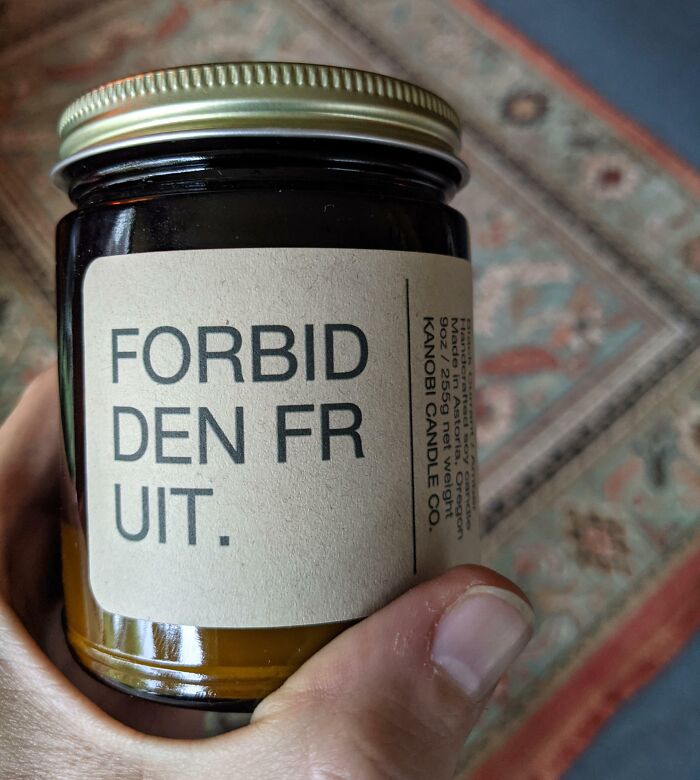 FORBID
DEN FR
UIT.
Handcrafted soy candle
Made in Astoria, Oregon
9oz / 255g net weight
KANOBI CANDLE CO.